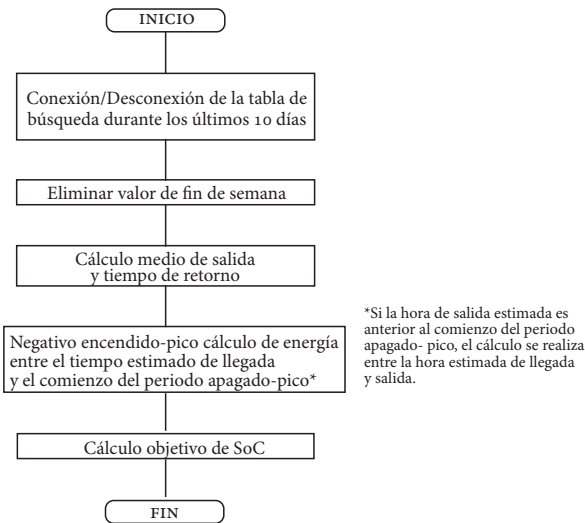 INICIO
Conexión/Desconexión de la tabla de
búsqueda durante los últimos 10 días
Eliminar valor de fin de semana
Cálculo medio de salida
y tiempo de retorno
Negativo encendido-pico cálculo de energía
entre el tiempo estimado de llegada
y el comienzo del periodo apagado-pico*
*Si la hora de salida estimada es
anterior al comienzo del periodo
apagado- pico, el cálculo se realiza
entre la hora estimada de llegada
y salida.
Cálculo objetivo de SoC
FIN